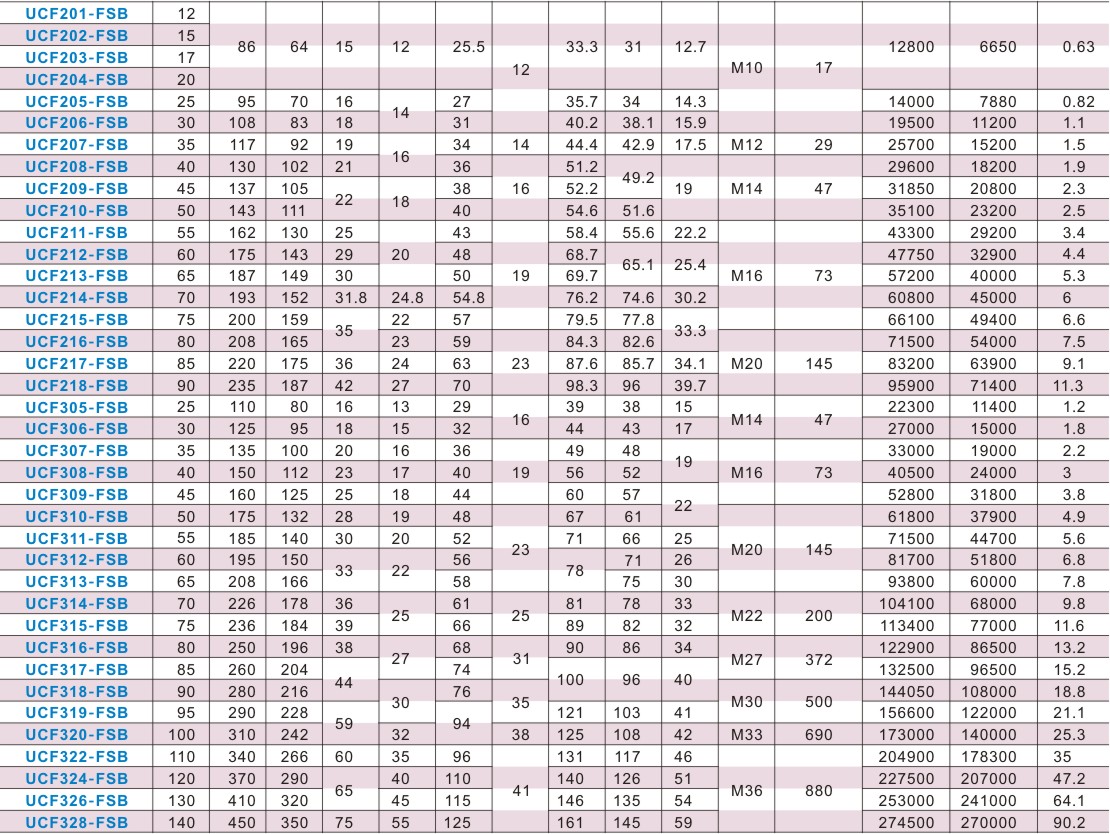 UCF201-FSB 12
UCF202-FSB 15
86 64 15 12 25.5 33.3 31 12.7 12800 6650 0.63
UCF203-FSB 17
12 M10 17
UCF204-FSB 20
UCF205-FSB 25 95 70 16 27 35.7 34 14.3 14000 7880 0.82
14
UCF206-FSB 30 108 83 18 31 40.2 38.1 15.9 19500 11200 1.1
UCF207-FSB 35 117 92 19 34 14 44.4 42.9 17.5 M12 29 25700 15200 1.5
16
UCF208-FSB 40 130 102 21 36 51.2 29600 18200 1.9
49.2
UCF209-FSB 45 137 105 38 16 52.2 19 M14 47 31850 20800 2.3
22 18
UCF210-FSB 50 143 111 40 54.6 51.6 35100 23200 2.5
UCF211-FSB 55 162 130 25 43 58.4 55.6 22.2 43300 29200 3.4
UCF212-FSB 60 175 143 29 20 48 68.7 47750 32900 4.4
65.1 25.4
UCF213-FSB 65 187 149 30 50 19 69.7 M16 73 57200 40000 5.3
UCF214-FSB 70 193 152 31.8 24.8 54.8 76.2 74.6 30.2 60800 45000 6
UCF215-FSB 75 200 159 22 57 79.5 77.8 66100 49400 6.6
35 33.3
UCF216-FSB 80 208 165 23 59 84.3 82.6 71500 54000 7.5
UCF217-FSB 85 220 175 36 24 63 23 87.6 85.7 34.1 M20 145 83200 63900 9.1
UCF218-FSB 90 235 187 42 27 70 98.3 96 39.7 95900 71400 11.3
UCF305-FSB 25 110 80 16 13 29 39 38 15 22300 11400 1.2
16 M14 47
UCF306-FSB 30 125 95 18 15 32 44 43 17 27000 15000 1.8
UCF307-FSB 35 135 100 20 16 36 49 48 33000 19000 2.2
19
UCF308-FSB 40 150 112 23 17 40 19 56 52 M16 73 40500 24000 3
UCF309-FSB 45 160 125 25 18 44 60 57 52800 31800 3.8
22
UCF310-FSB 50 175 132 28 19 48 67 61 61800 37900 4.9
UCF311-FSB 55 185 140 30 20 52 71 66 25 71500 44700 5.6
23 M20 145
UCF312-FSB 60 195 150 56 71 26 81700 51800 6.8
33 22 78
UCF313-FSB 65 208 166 58 75 30 93800 60000 7.8
UCF314-FSB 70 226 178 36 61 81 78 33 104100 68000 9.8
25 25 M22 200
UCF315-FSB 75 236 184 39 66 89 82 32 113400 77000 11.6
UCF316-FSB 80 250 196 38 68 90 86 34 122900 86500 13.2
27 31 M27 372
UCF317-FSB 85 260 204 74 132500 96500 15.2
44 100 96 40
UCF318-FSB 90 280 216 76 144050 108000 18.8
30 35 M30 500
UCF319-FSB 95 290 228 121 103 41 156600 122000 21.1
59 94
UCF320-FSB 100 310 242 32 38 125 108 42 M33 690 173000 140000 25.3
UCF322-FSB 110 340 266 60 35 96 131 117 46 204900 178300 35
UCF324-FSB 120 370 290 40 110 140 126 51 227500 207000 47.2
65 41 M36 880
UCF326-FSB 130 410 320 45 115 146 135 54 253000 241000 64.1
UCF328-FSB 140 450 350 75 55 125 161 145 59 274500 270000 90.2